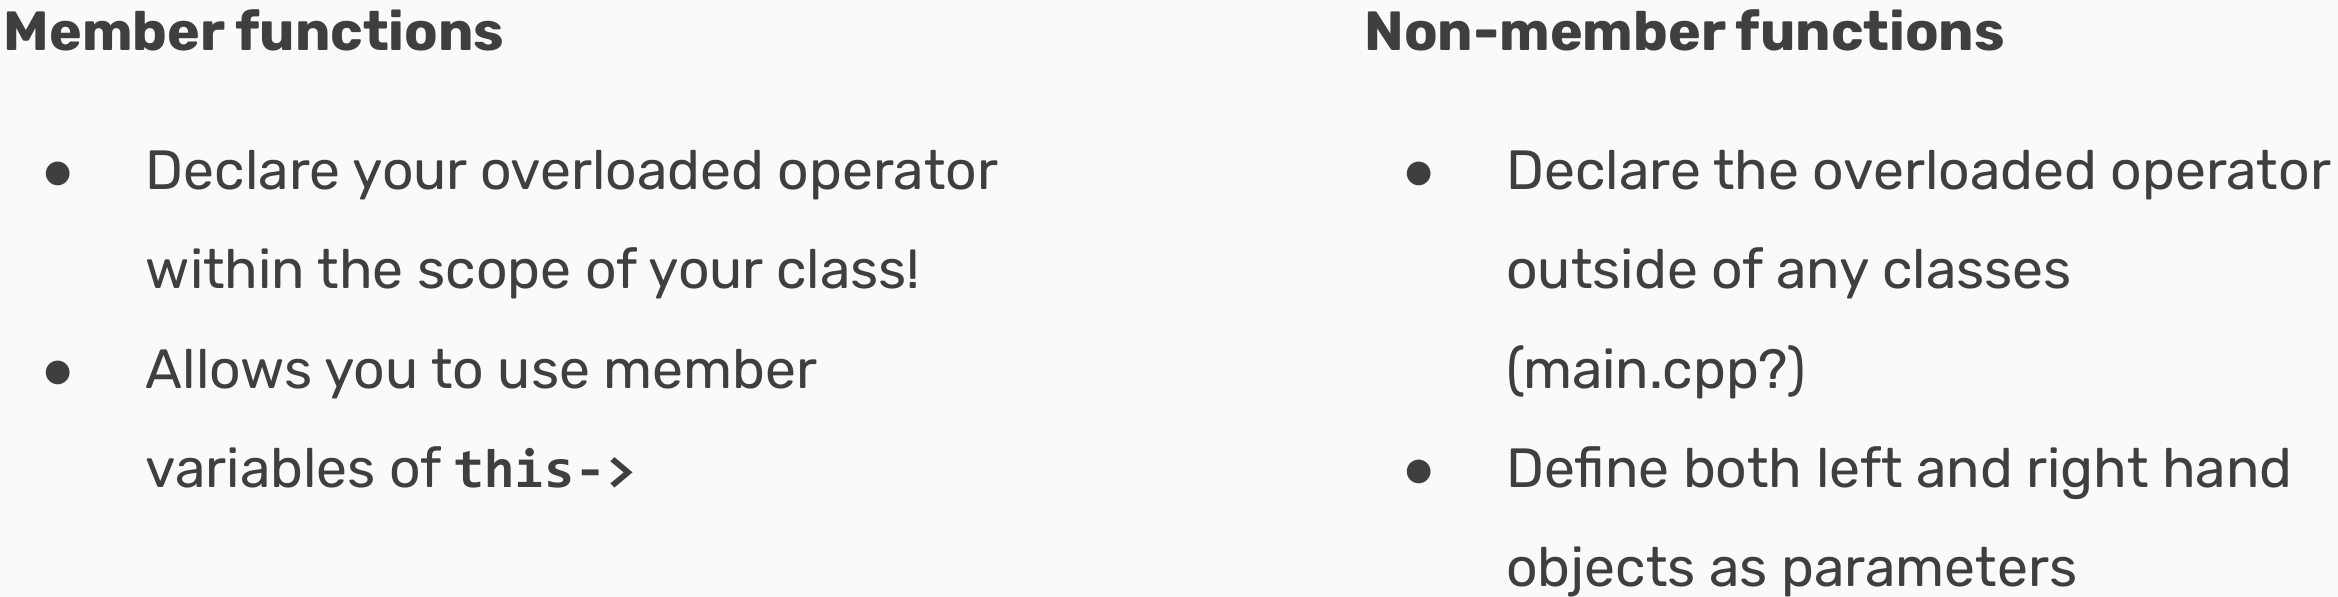 Member functions
● Declare your overloaded operator
within the scope of your class!
● Allows you to use member
variables of this->
Non-member functions
● Declare the overloaded operator
outside of any classes
(main.cpp?)
● Define both left and right hand
objects as parameters